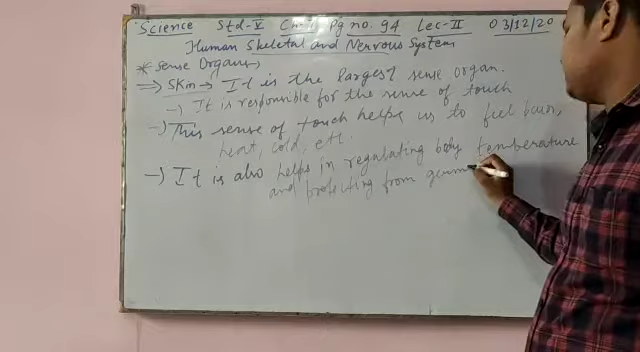 Science Std-V Ch-1 Pg no. 94 Lec-II 03/12/20
Human Skeletal and Nervous System
* Sense Organs
=> Skin → It is the largest sense organ.
→ It is responsible for the sense of touch
→ This sense of touch helps us to feel pain,
heat, cold, etc.
→ It is also helps in regulating body temperature
and protecting from germ